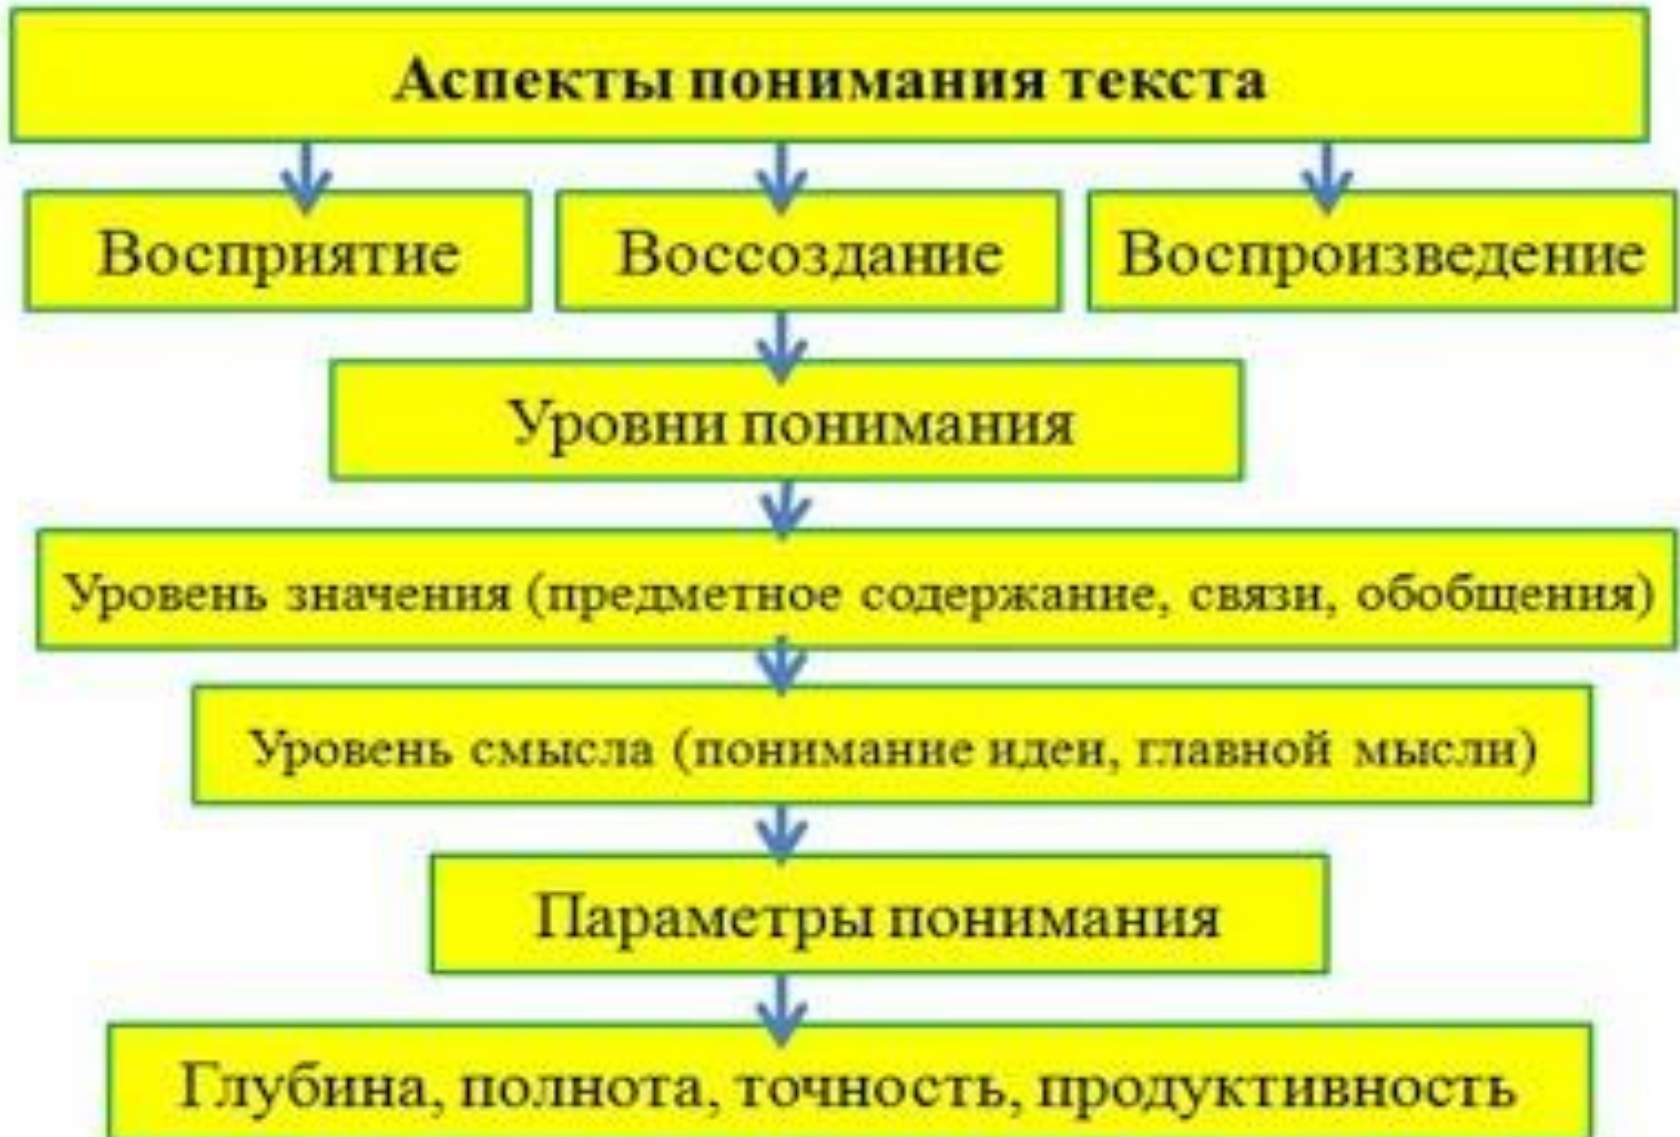 Аспекты понимания текста
Восприятие
Воссоздание
Воспроизведение
Уровни понимания
Уровень значения (предметное содержание, связи, обобщения)
Уровень смысла (понимание идеи, главной мысли)
Параметры понимания
Глубина, полнота, точность, продуктивность